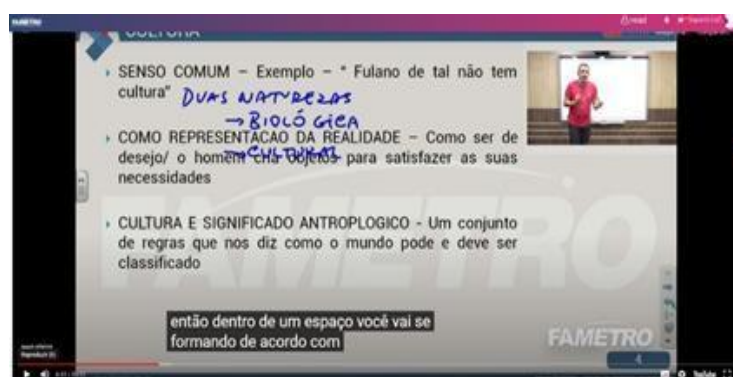 FAMETRO
CULTURA
SENSO COMUM – Exemplo – “ Fulano de tal não tem
cultura”
DUAS NATUREZAS
→ BIOLÓGICA
COMO REPRESENTACAO DA REALIDADE – Como ser de
→ CULTURAL
desejo/ o homem cria objetos para satisfazer as suas
necessidades
CULTURA E SIGNIFICADO ANTROPLOGICO - Um conjunto
de regras que nos diz como o mundo pode e deve ser
classificado
FAMETRO
então dentro de um espaço você vai se
formando de acordo com
FAMETRO
4
YouTube